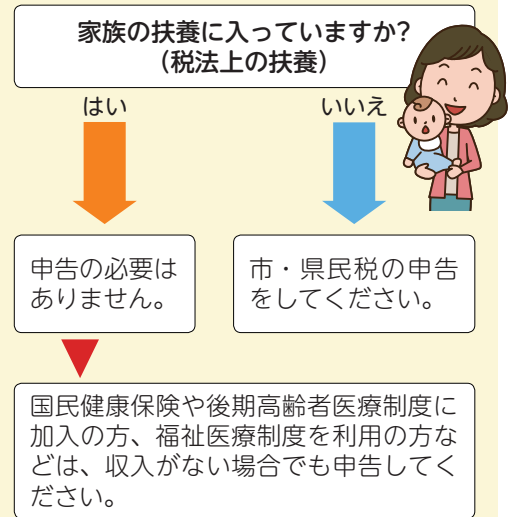 家族の扶養に入っていますか?
(税法上の扶養)
はい
いいえ
申告の必要は
ありません。
市・県民税の申告
をしてください。
国民健康保険や後期高齢者医療制度に
加入の方、福祉医療制度を利用の方な
どは、収入がない場合でも申告してく
ださい。